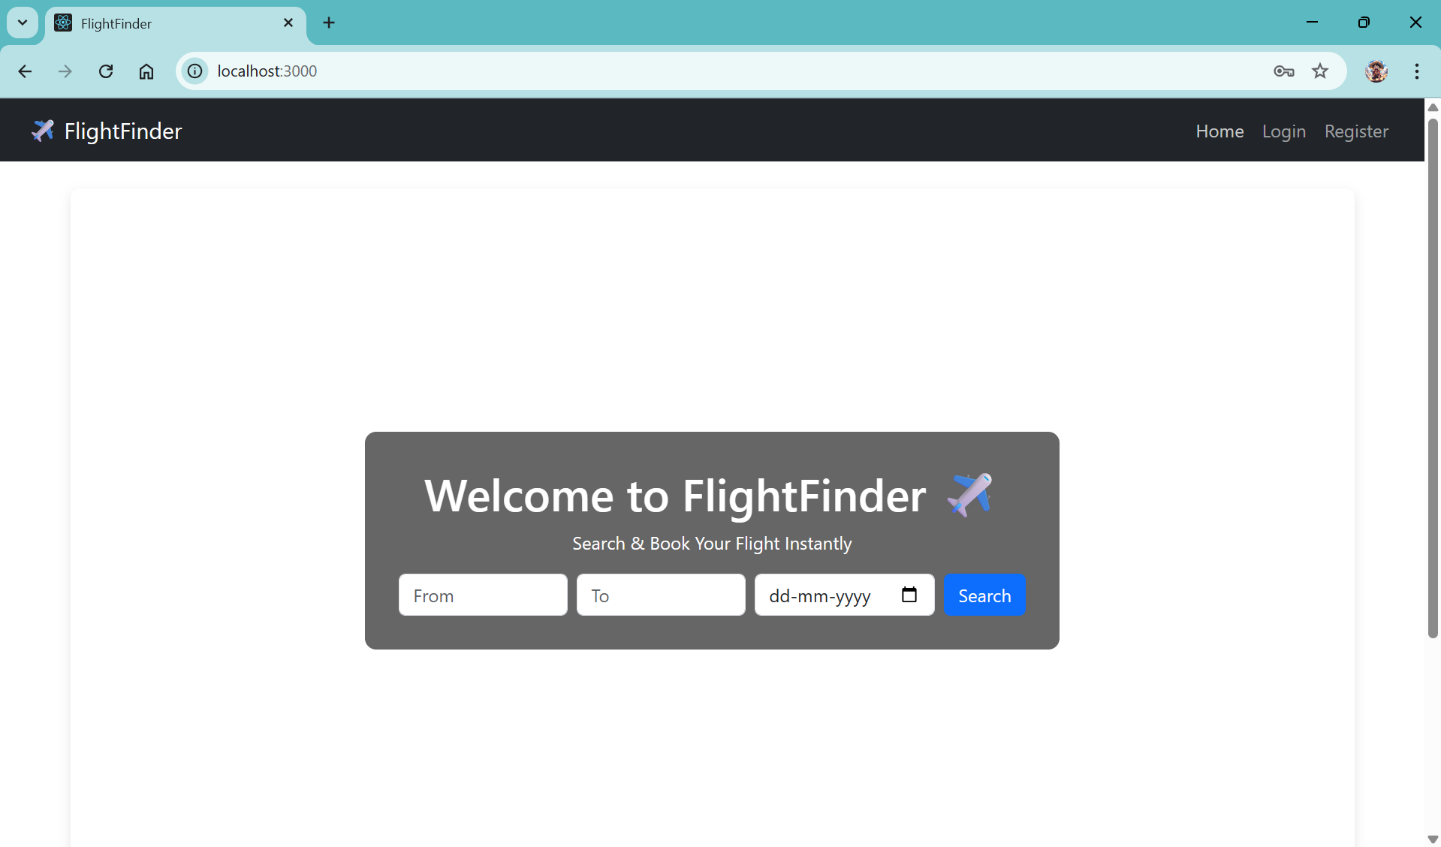 FlightFinder
localhost:3000
FlightFinder
Home Login Register
Welcome to FlightFinder
Search & Book Your Flight Instantly
From To dd-mm-yyyy Search